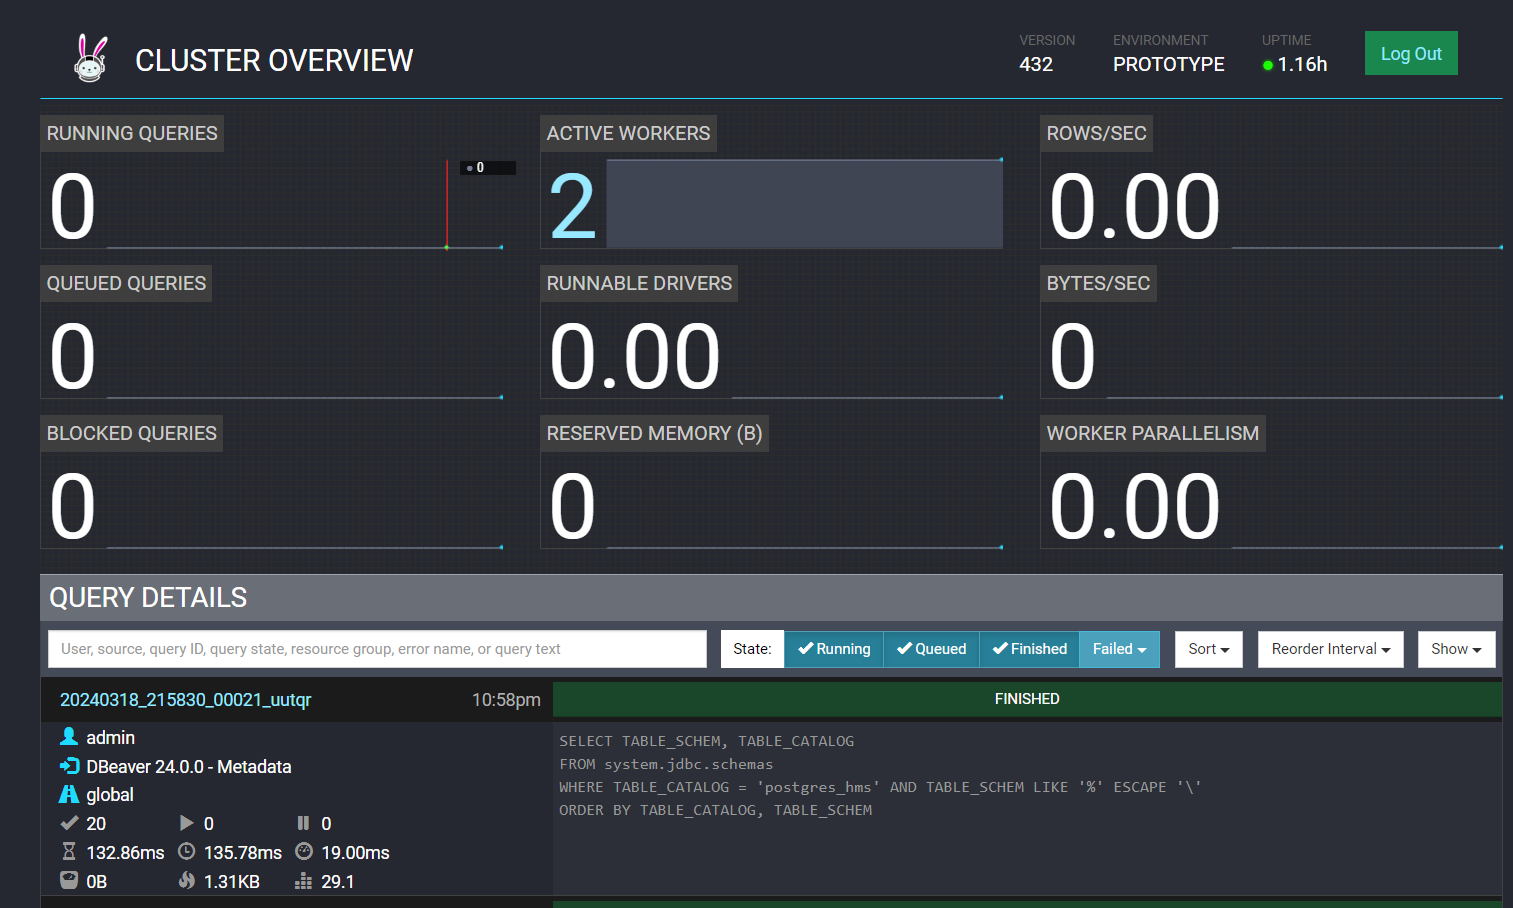 CLUSTER OVERVIEW
VERSION
432
ENVIRONMENT
PROTOTYPE
UPTIME
1.16h
Log Out
RUNNING QUERIES
0
0
ACTIVE WORKERS
2
ROWS/SEC
0.00
QUEUED QUERIES
0
RUNNABLE DRIVERS
0.00
BYTES/SEC
0
BLOCKED QUERIES
0
RESERVED MEMORY (B)
0
WORKER PARALLELISM
0.00
QUERY DETAILS
User, source, query ID, query state, resource group, error name, or query text
State: Running Queued Finished Failed
Sort
Reorder Interval
Show
20240318_215830_00021_uutqr 10:58pm
FINISHED
admin
DBeaver 24.0.0 - Metadata
global
20 0 0
132.86ms 135.78ms 19.00ms
0B 1.31KB 29.1
SELECT TABLE_SCHEM, TABLE_CATALOG
FROM system.jdbc.schemas
WHERE TABLE_CATALOG = 'postgres_hms' AND TABLE_SCHEM LIKE '%' ESCAPE '\'
ORDER BY TABLE_CATALOG, TABLE_SCHEM